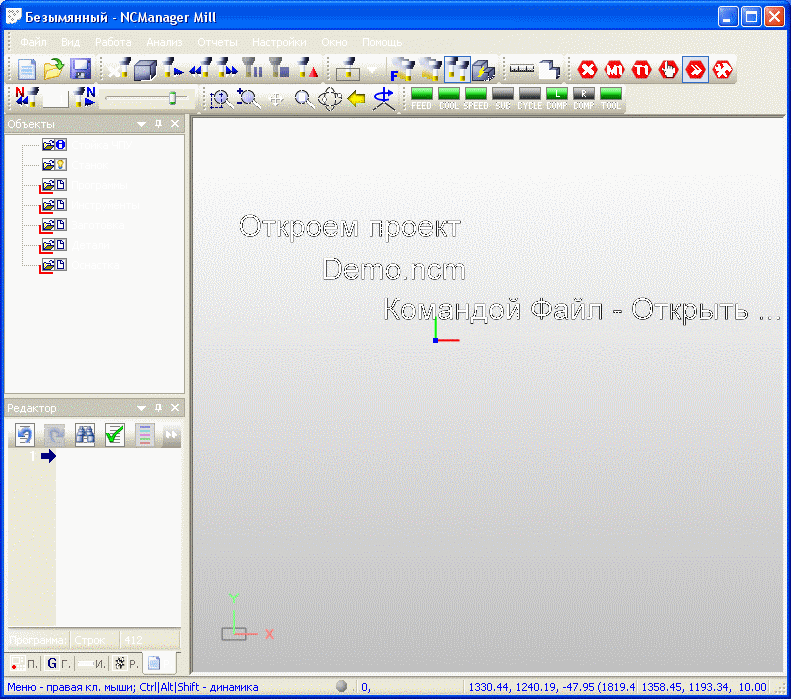 Безымянный - NCManager Mill
Файл Вид Работа Анализ Отчеты Настройки Окно Помощь
F M1 T1
N N
FEED COOL SPEED SUB CYCLE L COMP R COMP TOOL
Объекты
Откроем проект
Demo.ncm
Командой Файл - Открыть ...
Редактор
1
Y
X
Программа: Строк 412
П. G Г. И. Р.
Меню - правая кл. мыши; Ctrl|Alt|Shift - динамика 0, 1330.44, 1240.19, -47.95 (1819.4 1358.45, 1193.34, 10.00